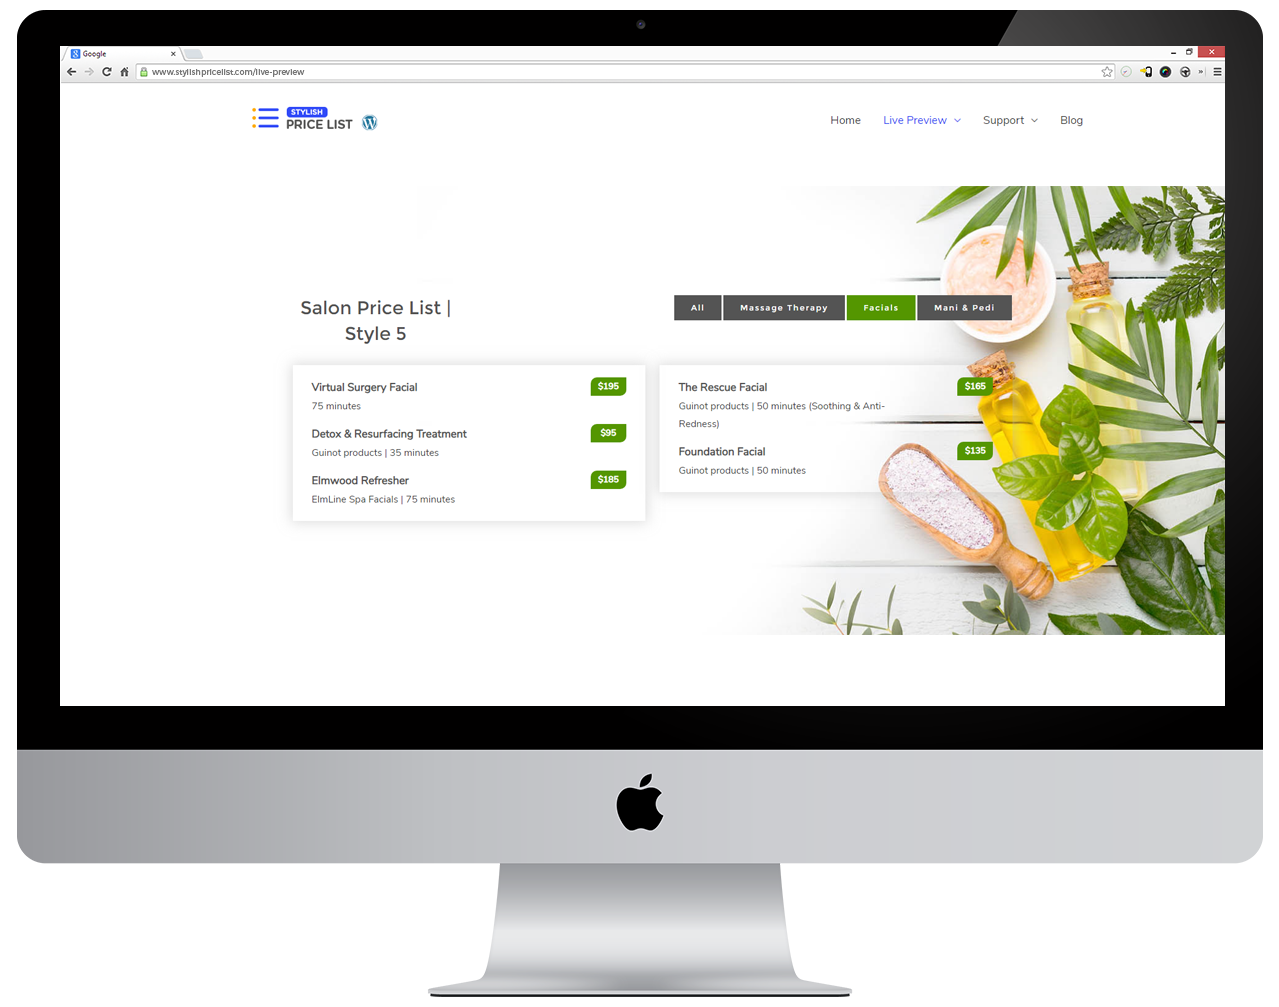 Google
www.stylishpricelist.com/live-preview
STYLISH
PRICE LIST
Home
Live Preview
Support
Blog
Salon Price List |
Style 5
All
Massage Therapy
Facials
Mani & Pedi
Virtual Surgery Facial
$195
75 minutes
Detox & Resurfacing Treatment
$95
Guinot products | 35 minutes
Elmwood Refresher
$185
ElmLine Spa Facials | 75 minutes
The Rescue Facial
$165
Guinot products | 50 minutes (Soothing & Anti-
Redness)
Foundation Facial
$135
Guinot products | 50 minutes